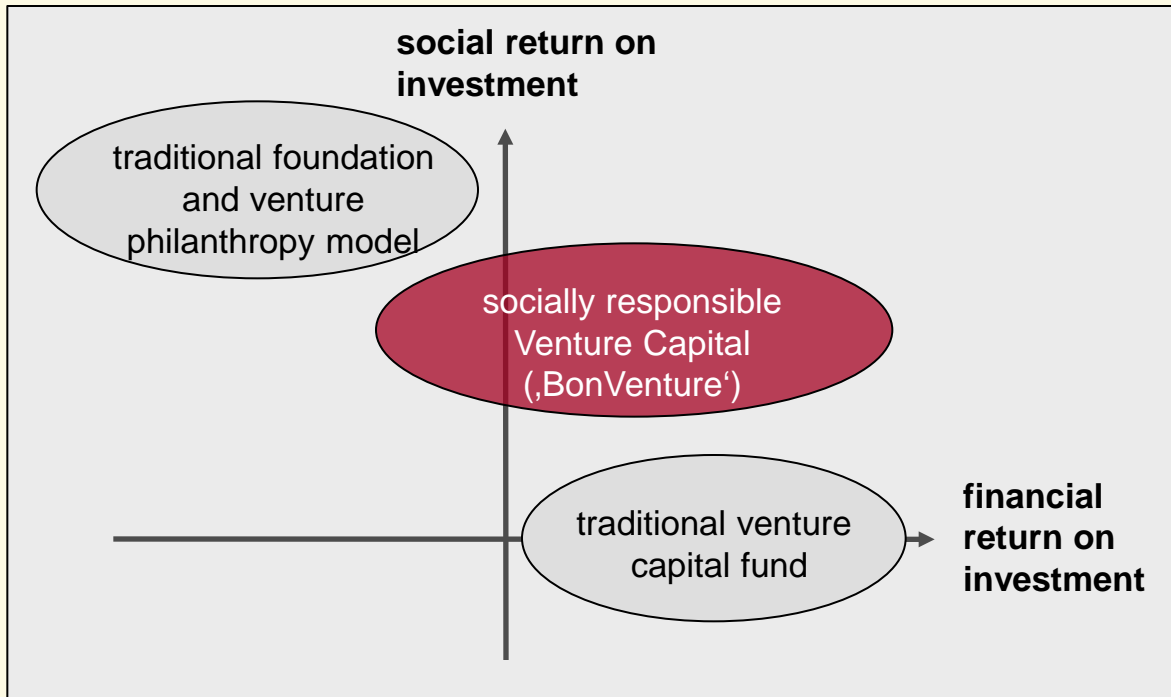 social return on
investment
traditional foundation
and venture
philanthropy model
socially responsible
Venture Capital
(‚BonVenture‘)
traditional venture
capital fund
financial
return on
investment